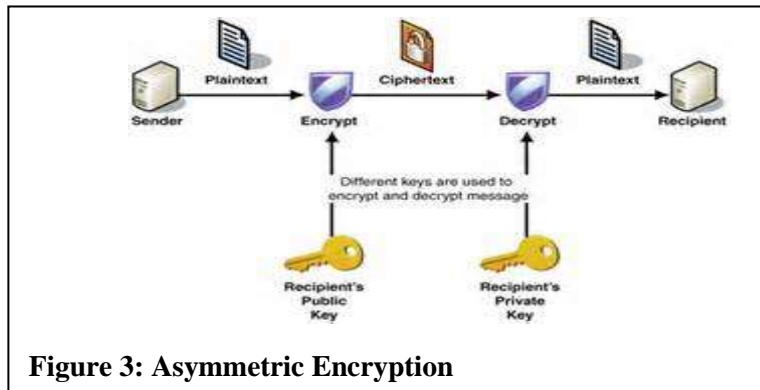 Plaintext
Ciphertext
Plaintext
Sender
Encrypt
Decrypt
Recipient
Different keys are used to
encrypt and decrypt message
Recipient's
Public
Key
Recipient's
Private
Key
Figure 3: Asymmetric Encryption